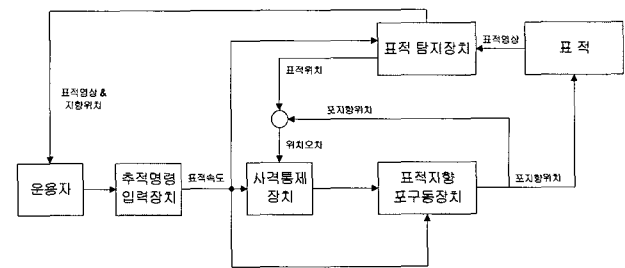 표적 탐지장치
표적영상
표 적
표적영상 &
지향위치
표적위치
포지향위치
위치오차
운용자
추적명령
입력장치
표적속도
사격통제
장치
표적지향
포구동장치
포지향위치